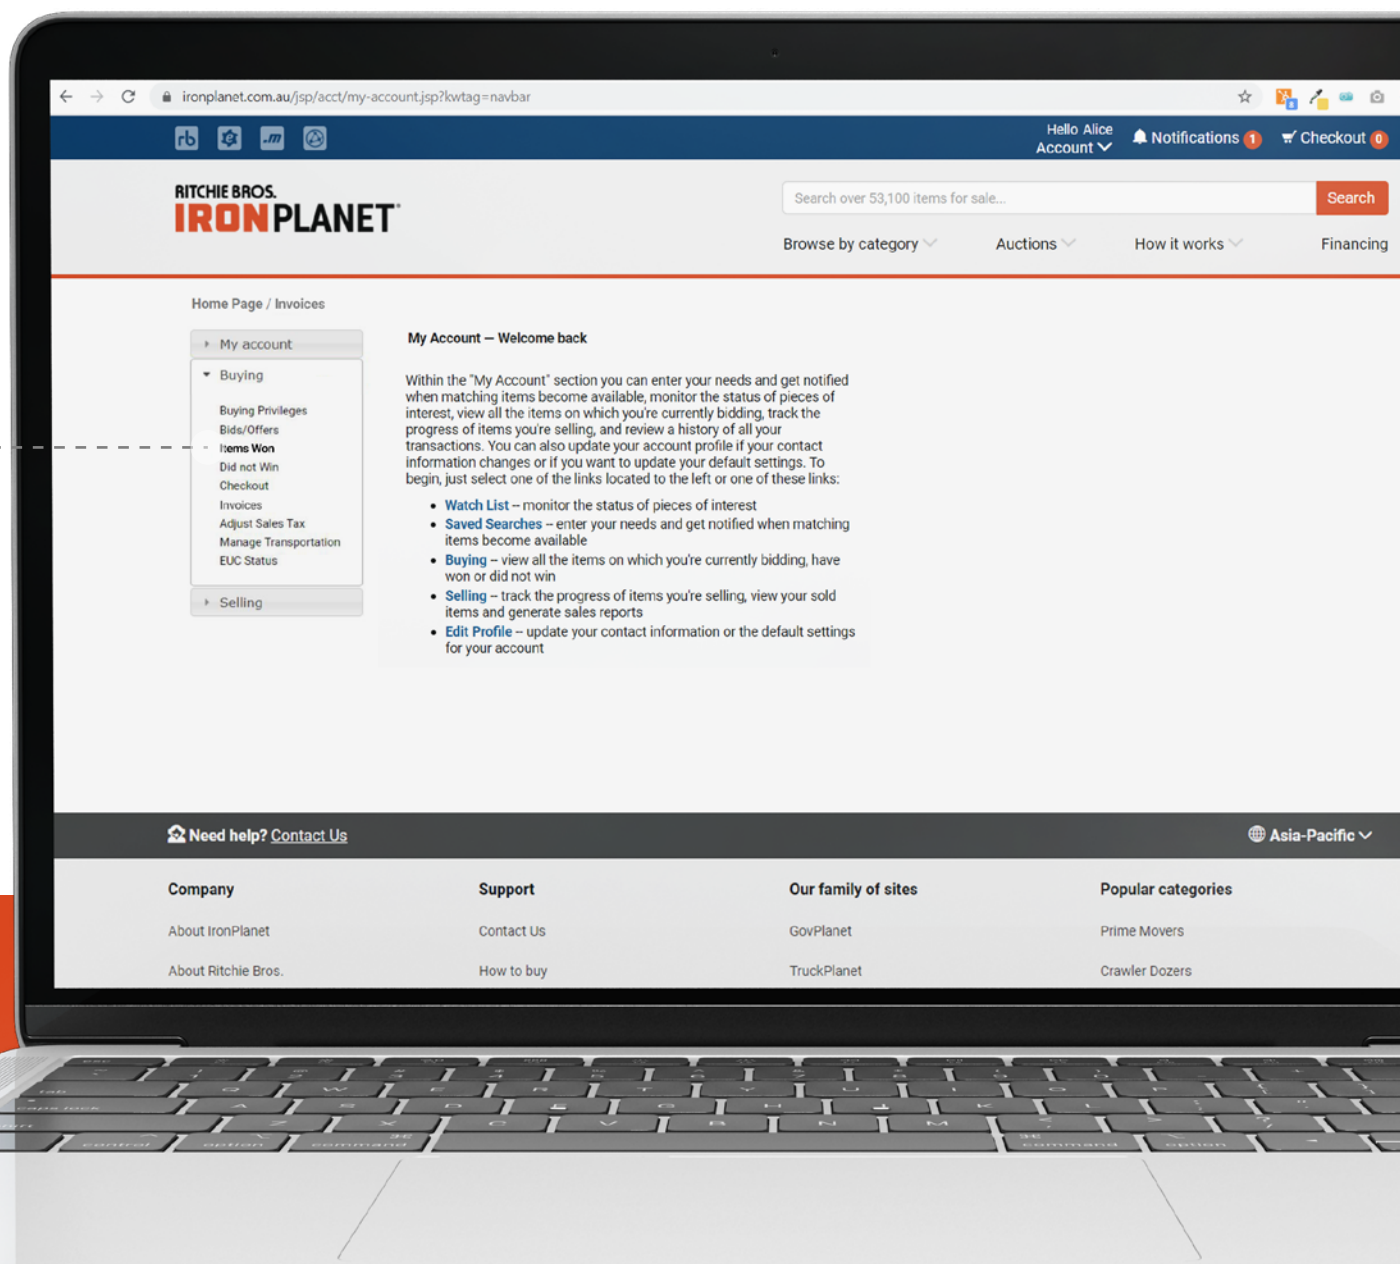 ironplanet.com.au/jsp/acct/my-account.jsp?kwtag=navbar
rb
.m
Hello Alice
Account
Notifications 1
Checkout 0
RITCHIE BROS.
IRONPLANET
Search over 53,100 items for sale...
Search
Browse by category
Auctions
How it works
Financing
Home Page / Invoices
My account
Buying
Buying Privileges
Bids/Offers
Items Won
Did not Win
Checkout
Invoices
Adjust Sales Tax
Manage Transportation
EUC Status
Selling
My Account – Welcome back
Within the "My Account" section you can enter your needs and get notified
when matching items become available, monitor the status of pieces of
interest, view all the items on which you're currently bidding, track the
progress of items you're selling, and review a history of all your
transactions. You can also update your account profile if your contact
information changes or if you want to update your default settings. To
begin, just select one of the links located to the left or one of these links:
• Watch List – monitor the status of pieces of interest
• Saved Searches – enter your needs and get notified when matching
items become available
• Buying – view all the items on which you're currently bidding, have
won or did not win
• Selling – track the progress of items you're selling, view your sold
items and generate sales reports
• Edit Profile – update your contact information or the default settings
for your account
Need help? Contact Us
Asia-Pacific
Company
Support
Our family of sites
Popular categories
About IronPlanet
Contact Us
GovPlanet
Prime Movers
About Ritchie Bros.
How to buy
TruckPlanet
Crawler Dozers
esc
tab
Q W E R T Y U I O P
caps lock
A S D F G H J K L
Z X C V B N M
control
option
command
command
option